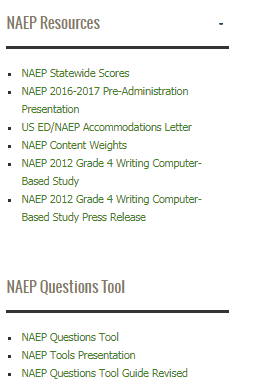 NAEP Resources -
NAEP Statewide Scores
NAEP 2016-2017 Pre-Administration
Presentation
US ED/NAEP Accommodations Letter
NAEP Content Weights
NAEP 2012 Grade 4 Writing Computer-
Based Study
NAEP 2012 Grade 4 Writing Computer-
Based Study Press Release
NAEP Questions Tool
NAEP Questions Tool
NAEP Tools Presentation
NAEP Questions Tool Guide Revised